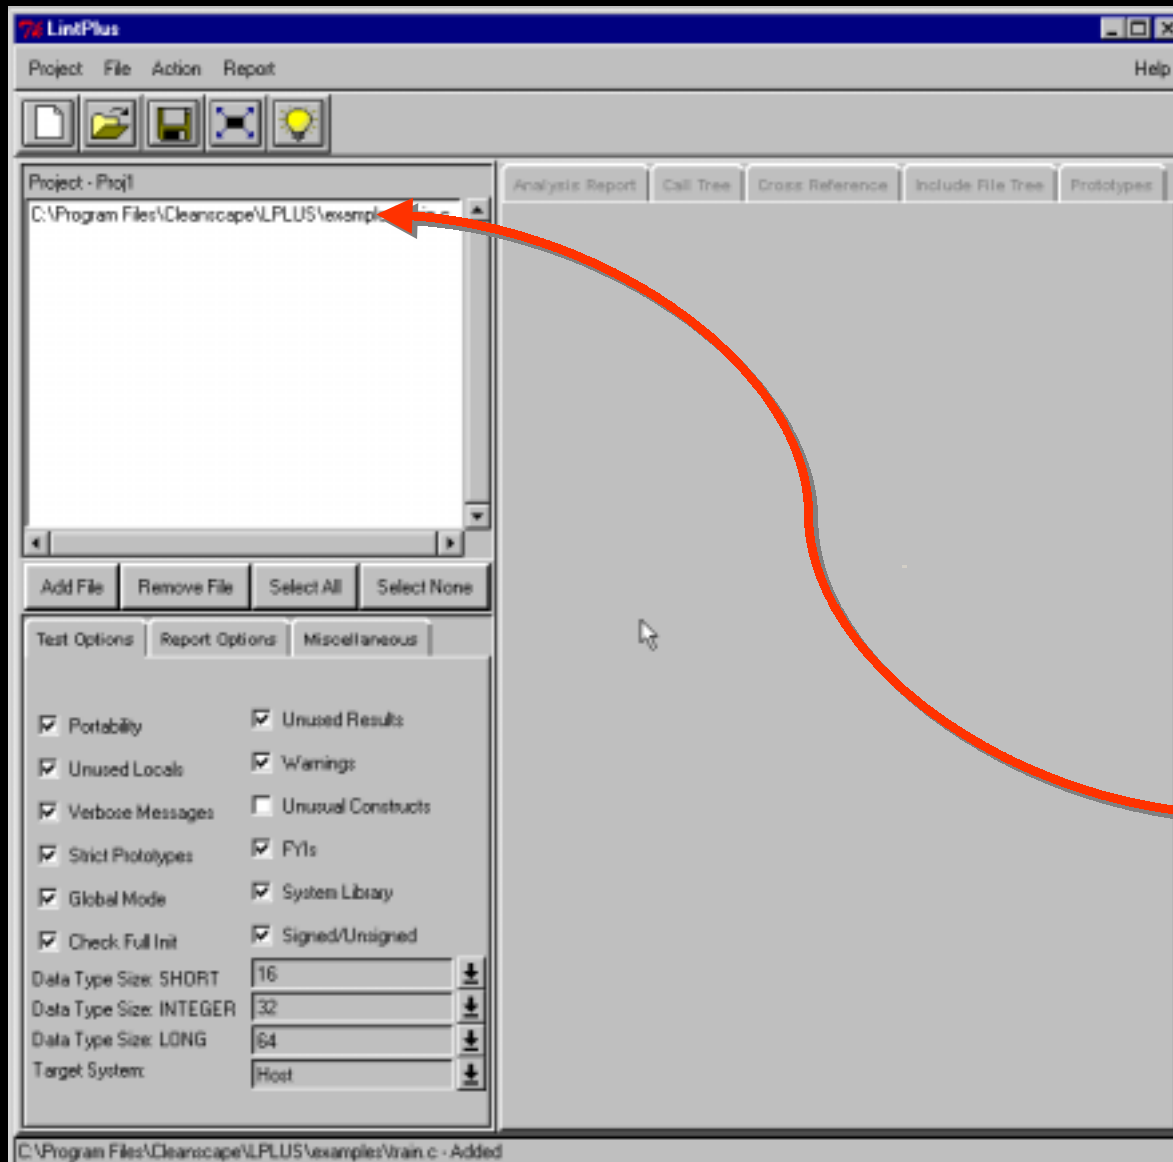 LintPlus
Project File Action Report Help
Project - Proj1
Analysis Report Call Tree Cross Reference Include File Tree Prototypes
C:\Program Files\Cleanscape\LPLUS\example
Add File Remove File Select All Select None
Test Options Report Options Miscellaneous
Portability Unused Results
Unused Locals Warnings
Verbose Messages Unusual Constructs
Strict Prototypes FYIs
Global Mode System Library
Check Full Init Signed/Unsigned
Data Type Size: SHORT 16
Data Type Size: INTEGER 32
Data Type Size: LONG 64
Target System: Host
C:\Program Files\Cleanscape\LPLUS\examples\train.c - Added